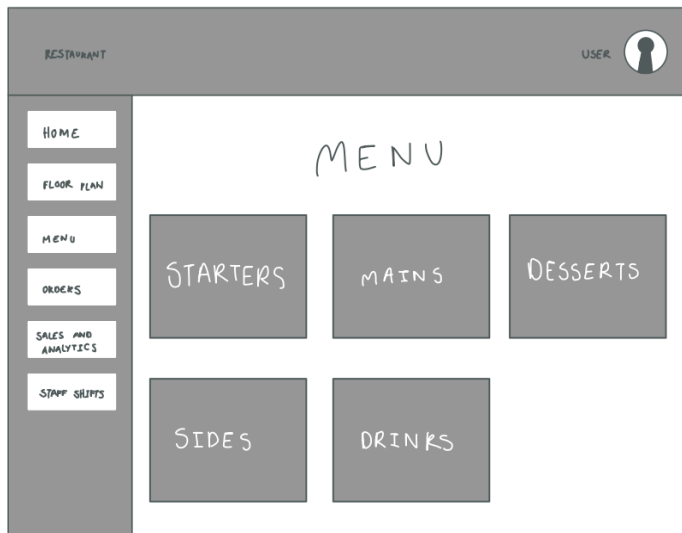 RESTAURANT
USER
HOME
FLOOR PLAN
MENU
ORDERS
SALES AND
ANALYTICS
STAFF SHIFTS
MENU
STARTERS
MAINS
DESSERTS
SIDES
DRINKS